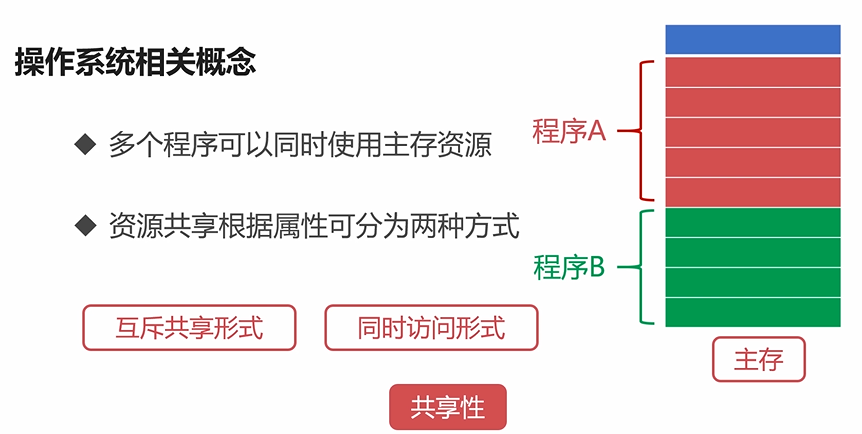 操作系统相关概念
多个程序可以同时使用主存资源
资源共享根据属性可分为两种方式
互斥共享形式
同时访问形式
共享性
程序A
程序B
主存